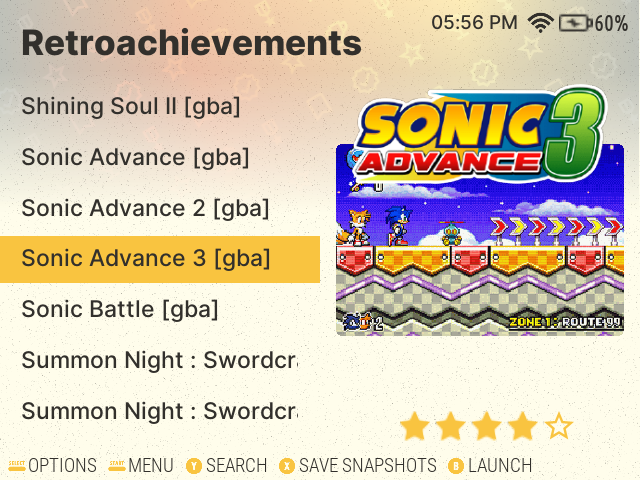 05:56 PM 60%
Retroachievements
Shining Soul II [gba]
Sonic Advance [gba]
Sonic Advance 2 [gba]
Sonic Advance 3 [gba]
Sonic Battle [gba]
Summon Night : Swordcr
Summon Night : Swordcr
SONIC
ADVANCE 3
ZONE 1: ROUTE 99
SELECT OPTIONS START MENU Y SEARCH X SAVE SNAPSHOTS B LAUNCH